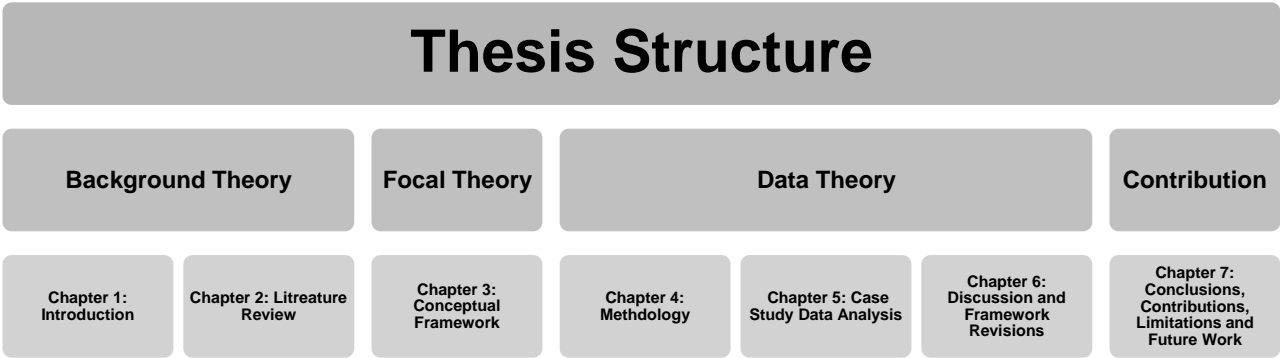 Thesis Structure
Background Theory
Focal Theory
Data Theory
Contribution
Chapter 1:
Introduction
Chapter 2: Litreature
Review
Chapter 3:
Conceptual
Framework
Chapter 4:
Methdology
Chapter 5: Case
Study Data Analysis
Chapter 6:
Discussion and
Framework
Revisions
Chapter 7:
Conclusions,
Contributions,
Limitations and
Future Work